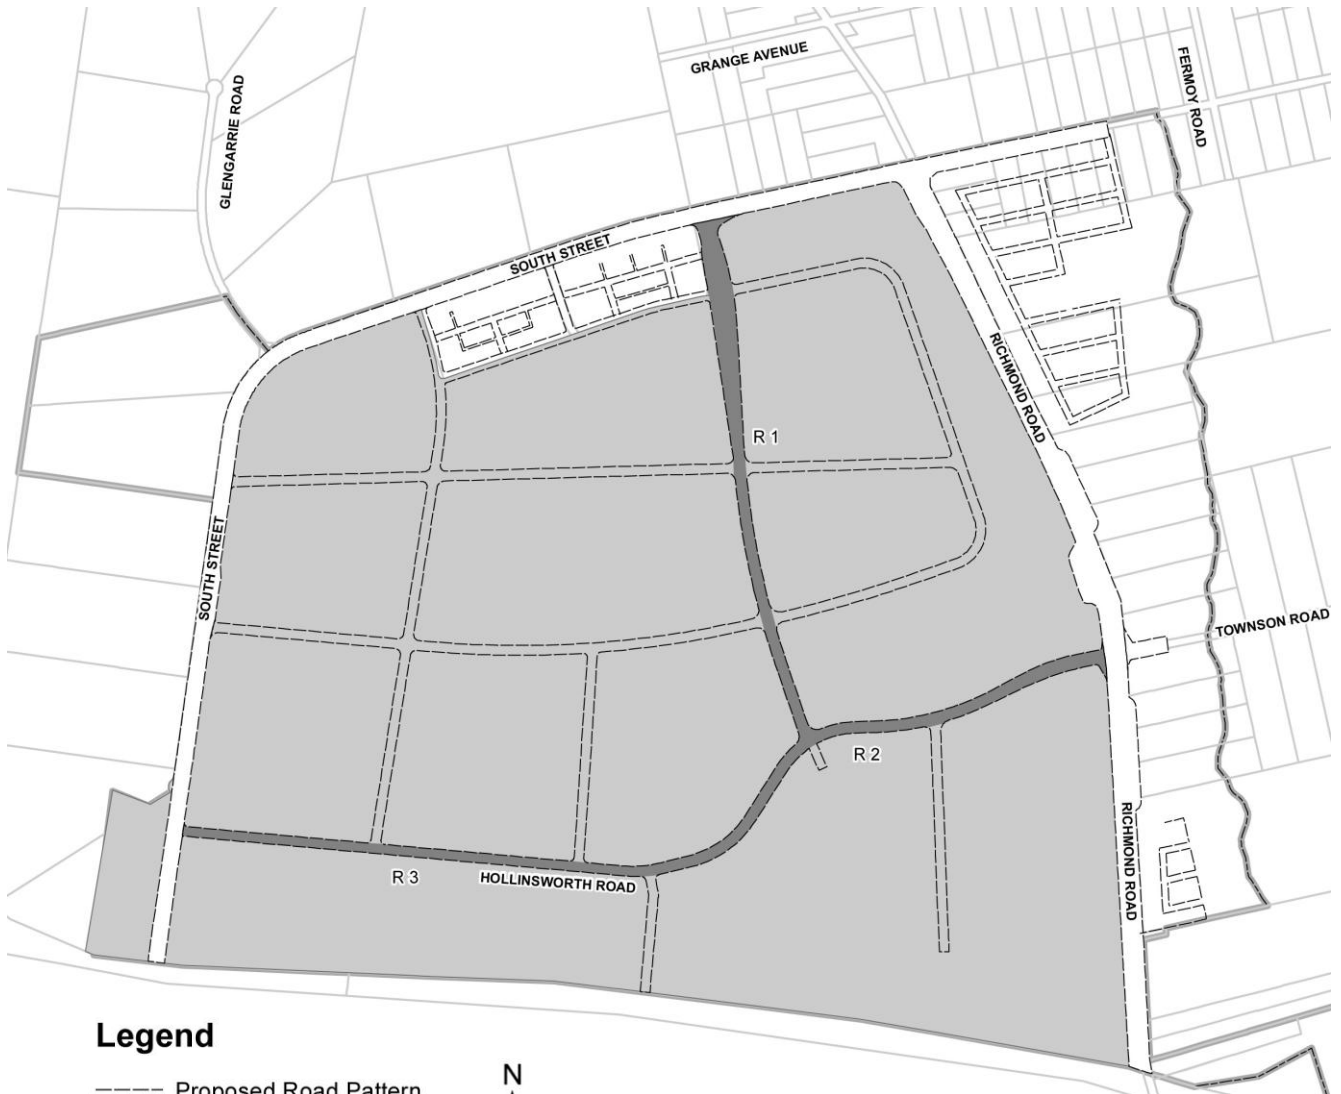 GRANGE AVENUE
FERMOY ROAD
GLENGARRIE ROAD
SOUTH STREET
RICHMOND ROAD
R 1
SOUTH STREET
TOWNSON ROAD
R 2
RICHMOND ROAD
R 3
HOLLINSWORTH ROAD
Legend
Proposed Road Pattern
N